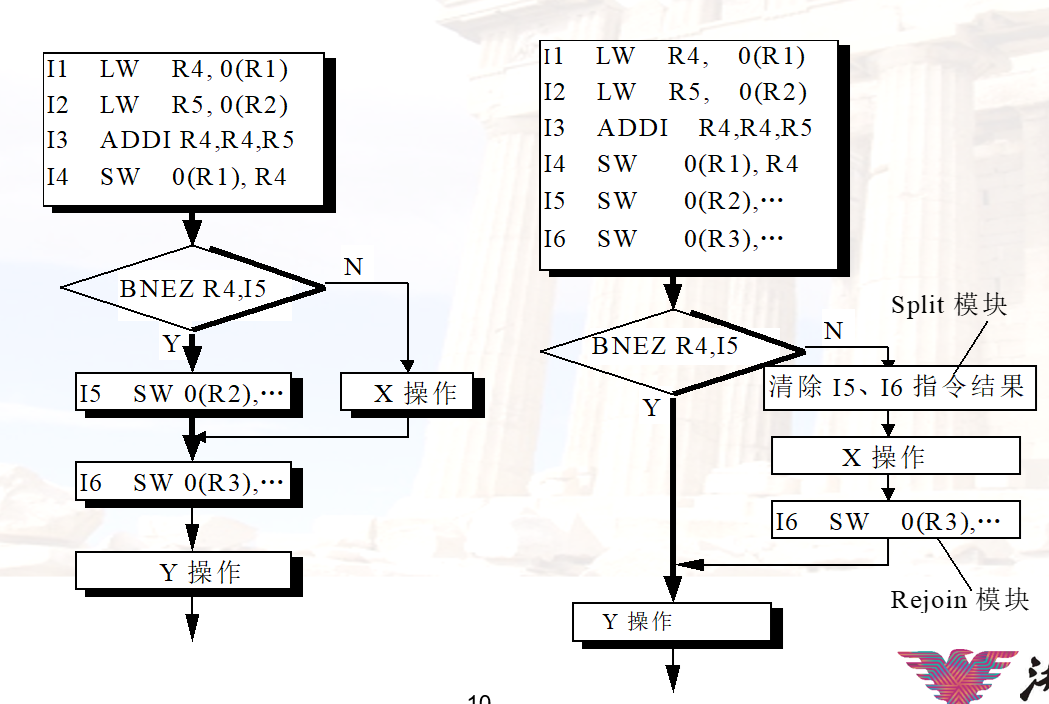 I1 LW R4, 0(R1)
I2 LW R5, 0(R2)
I3 ADDI R4,R4,R5
I4 SW 0(R1), R4
BNEZ R4,I5
N
Y
I5 SW 0(R2),…
X 操作
I6 SW 0(R3),…
Y 操作
I1 LW R4, 0(R1)
I2 LW R5, 0(R2)
I3 ADDI R4,R4,R5
I4 SW 0(R1), R4
I5 SW 0(R2),…
I6 SW 0(R3),…
Split 模块
BNEZ R4,I5
N
Y
清除 I5、I6 指令结果
X 操作
I6 SW 0(R3),…
Rejoin 模块
Y 操作